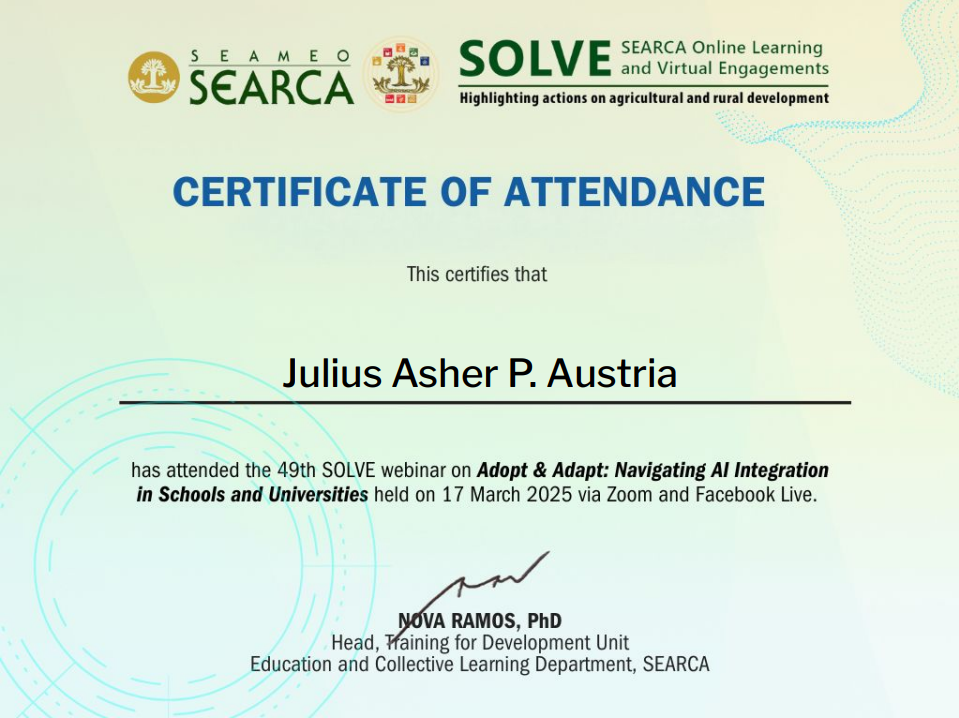 SEAMEO
SEARCA
SOLVE
SEARCA Online Learning
and Virtual Engagements
Highlighting actions on agricultural and rural development
CERTIFICATE OF ATTENDANCE
This certifies that
Julius Asher P. Austria
has attended the 49th SOLVE webinar on Adopt & Adapt: Navigating AI Integration
in Schools and Universities held on 17 March 2025 via Zoom and Facebook Live.
NOVA RAMOS, PhD
Head, Training for Development Unit
Education and Collective Learning Department, SEARCA